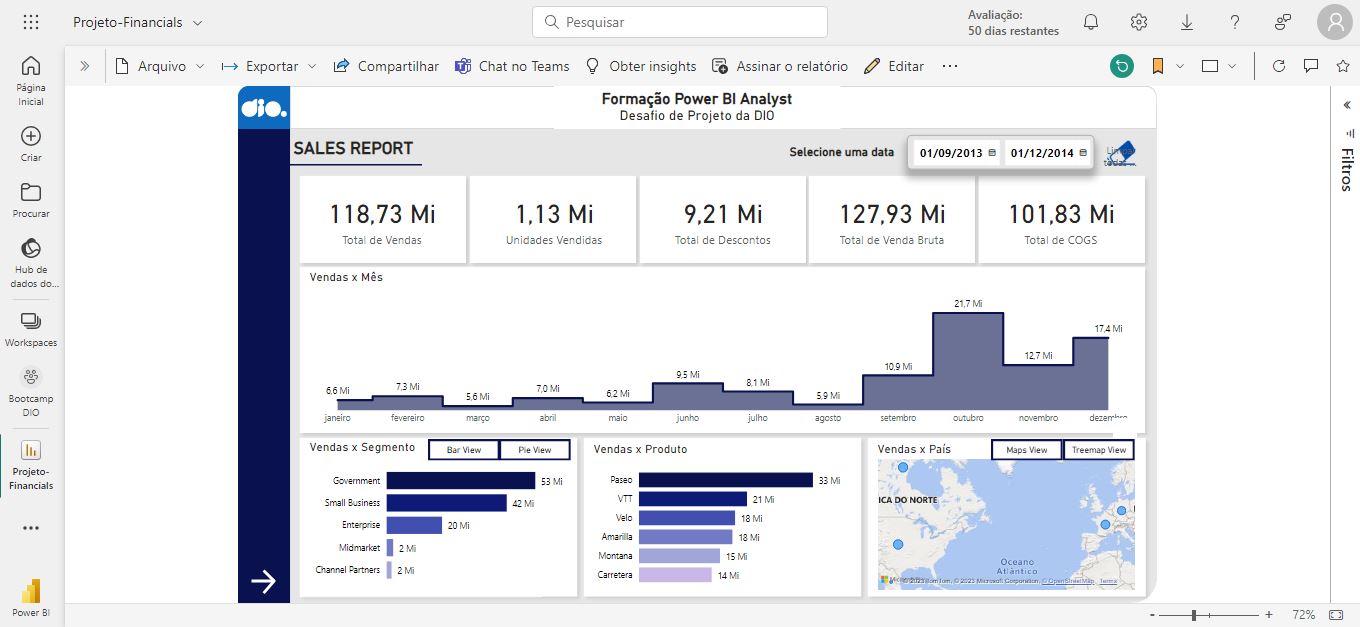 Projeto-Financials
Pesquisar
Avaliação:
50 dias restantes
Página
Inicial
Criar
Procurar
Hub de
dados do...
Workspaces
Bootcamp
DIO
Projeto-
Financials
Power BI
Arquivo
Exportar
Compartilhar
Chat no Teams
Obter insights
Assinar o relatório
Editar
dio.
Formação Power BI Analyst
Desafio de Projeto da DIO
SALES REPORT
Selecione uma data
01/09/2013
01/12/2014
118,73 Mi
Total de Vendas
1,13 Mi
Unidades Vendidas
9,21 Mi
Total de Descontos
127,93 Mi
Total de Venda Bruta
101,83 Mi
Total de COGS
Vendas x Mês
6,6 Mi
7,3 Mi
5,6 Mi
7,0 Mi
6,2 Mi
9,5 Mi
8,1 Mi
5,9 Mi
10,9 Mi
21,7 Mi
12,7 Mi
17,4 Mi
janeiro
fevereiro
março
abril
maio
junho
julho
agosto
setembro
outubro
novembro
dezembro
Vendas x Segmento
Bar View
Pie View
Government 53 Mi
Small Business 42 Mi
Enterprise 20 Mi
Midmarket 2 Mi
Channel Partners 2 Mi
Vendas x Produto
Paseo 33 Mi
VTT 21 Mi
Velo 18 Mi
Amarilla 18 Mi
Montana 15 Mi
Carretera 14 Mi
Vendas x País
Maps View
Treemap View
ICA DO NORTE
Oceano
Atlântico
© 2023 TomTom, © 2023 Microsoft Corporation, © OpenStreetMap Terms
Filtros
72%